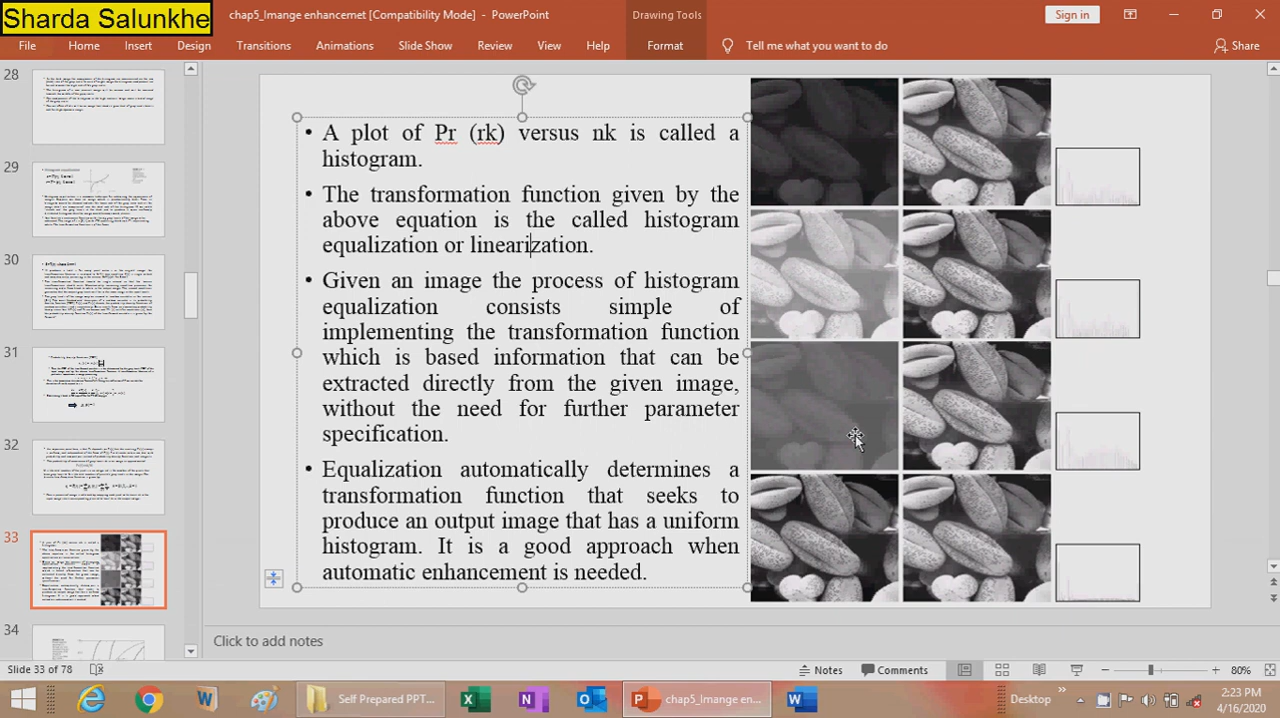 Sharda Salunkhe
chap5_Imange enhancemet [Compatibility Mode] - PowerPoint
Drawing Tools
Sign in
File Home Insert Design Transitions Animations Slide Show Review View Help Format Tell me what you want to do Share
28
29
30
31
32
33
34
• A plot of Pr (rk) versus nk is called a
histogram.
• The transformation function given by the
above equation is the called histogram
equalization or linearization.
• Given an image the process of histogram
equalization consists simple of
implementing the transformation function
which is based information that can be
extracted directly from the given image,
without the need for further parameter
specification.
• Equalization automatically determines a
transformation function that seeks to
produce an output image that has a uniform
histogram. It is a good approach when
automatic enhancement is needed.
Click to add notes
Slide 33 of 78
Notes Comments
80%
Self Prepared PPT...
chap5_Imange en...
Desktop
2:23 PM
4/16/2020